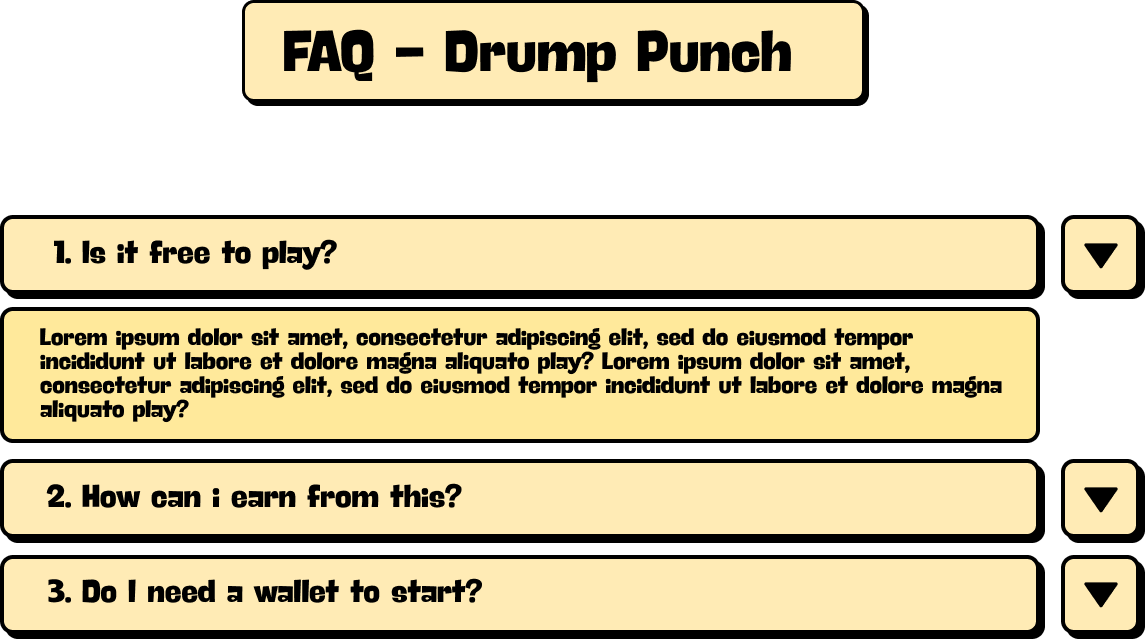 FAQ - Drump Punch
1. Is it free to play?
Lorem ipsum dolor sit amet, consectetur adipiscing elit, sed do eiusmod tempor
incididunt ut labore et dolore magna aliquato play? Lorem ipsum dolor sit amet,
consectetur adipiscing elit, sed do eiusmod tempor incididunt ut labore et dolore magna
aliquato play?
2. How can i earn from this?
3. Do I need a wallet to start?